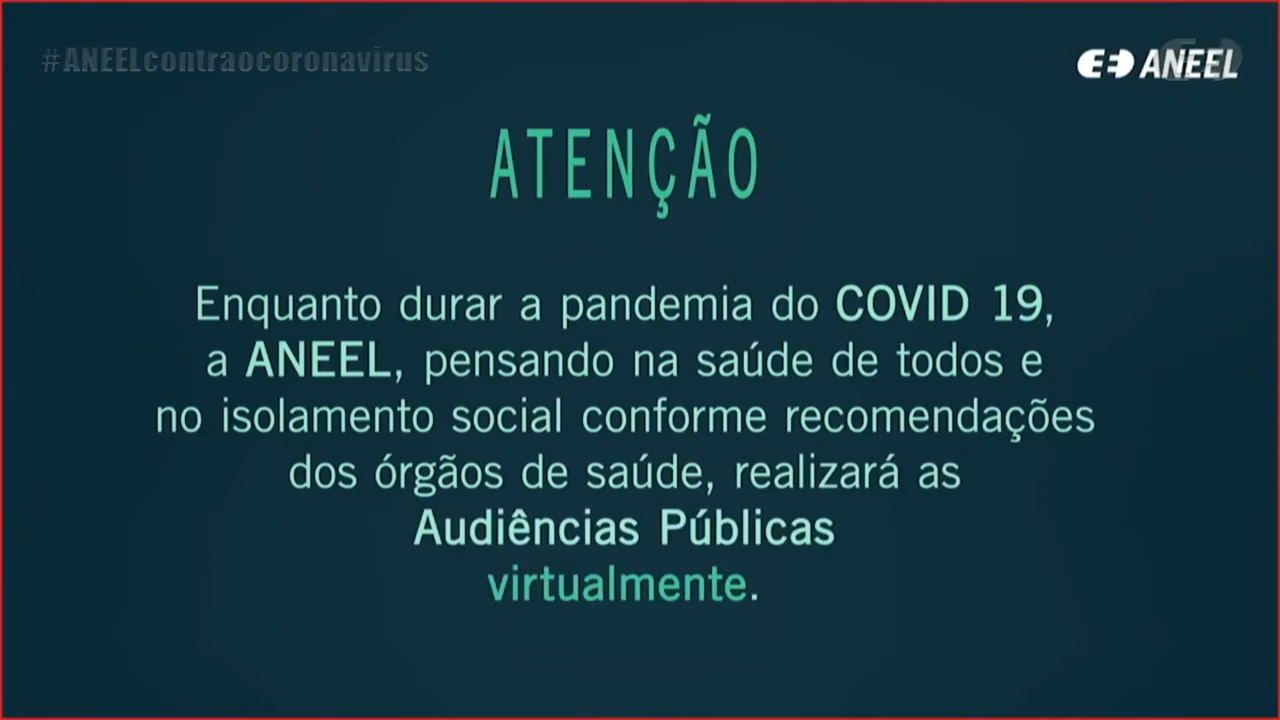 #ANEELcontraocoronavirus
ANEEL
ATENÇÃO
Enquanto durar a pandemia do COVID 19,
a ANEEL, pensando na saúde de todos e
no isolamento social conforme recomendações
dos órgãos de saúde, realizará as
Audiências Públicas
virtualmente.